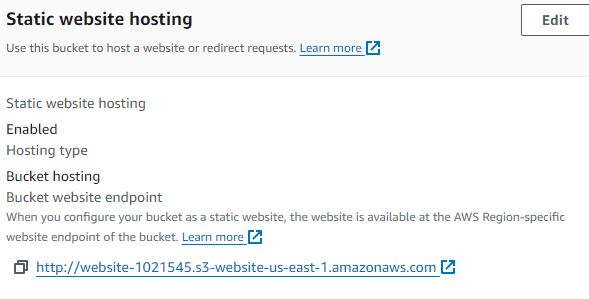 Static website hosting
Edit
Use this bucket to host a website or redirect requests. Learn more
Static website hosting
Enabled
Hosting type
Bucket hosting
Bucket website endpoint
When you configure your bucket as a static website, the website is available at the AWS Region-specific
website endpoint of the bucket. Learn more
http://website-1021545.s3-website-us-east-1.amazonaws.com